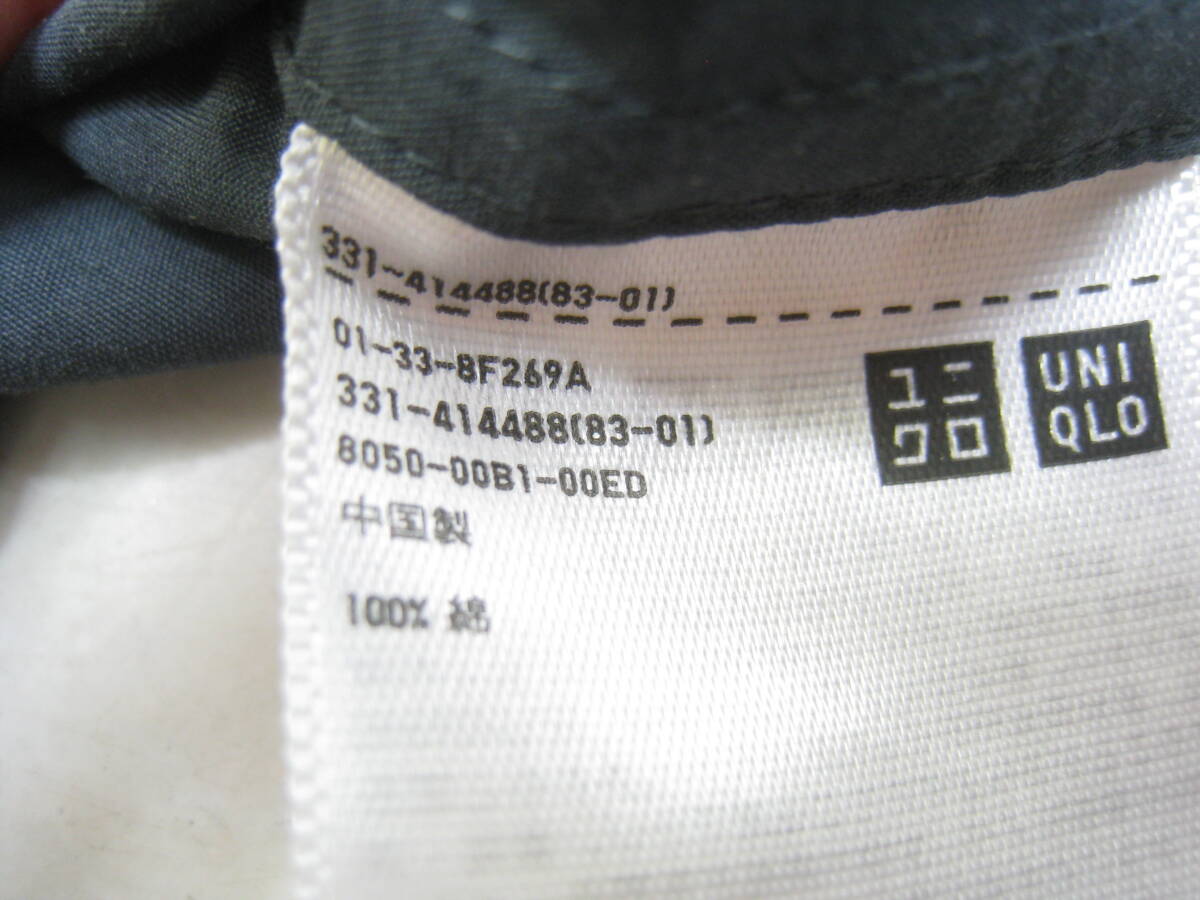 331-414488(83-01)
01-33-8F269A
331-414488(83-01)
8050-00B1-00ED
中国製
100% 綿
ユニ
クロ
UNI
QLO